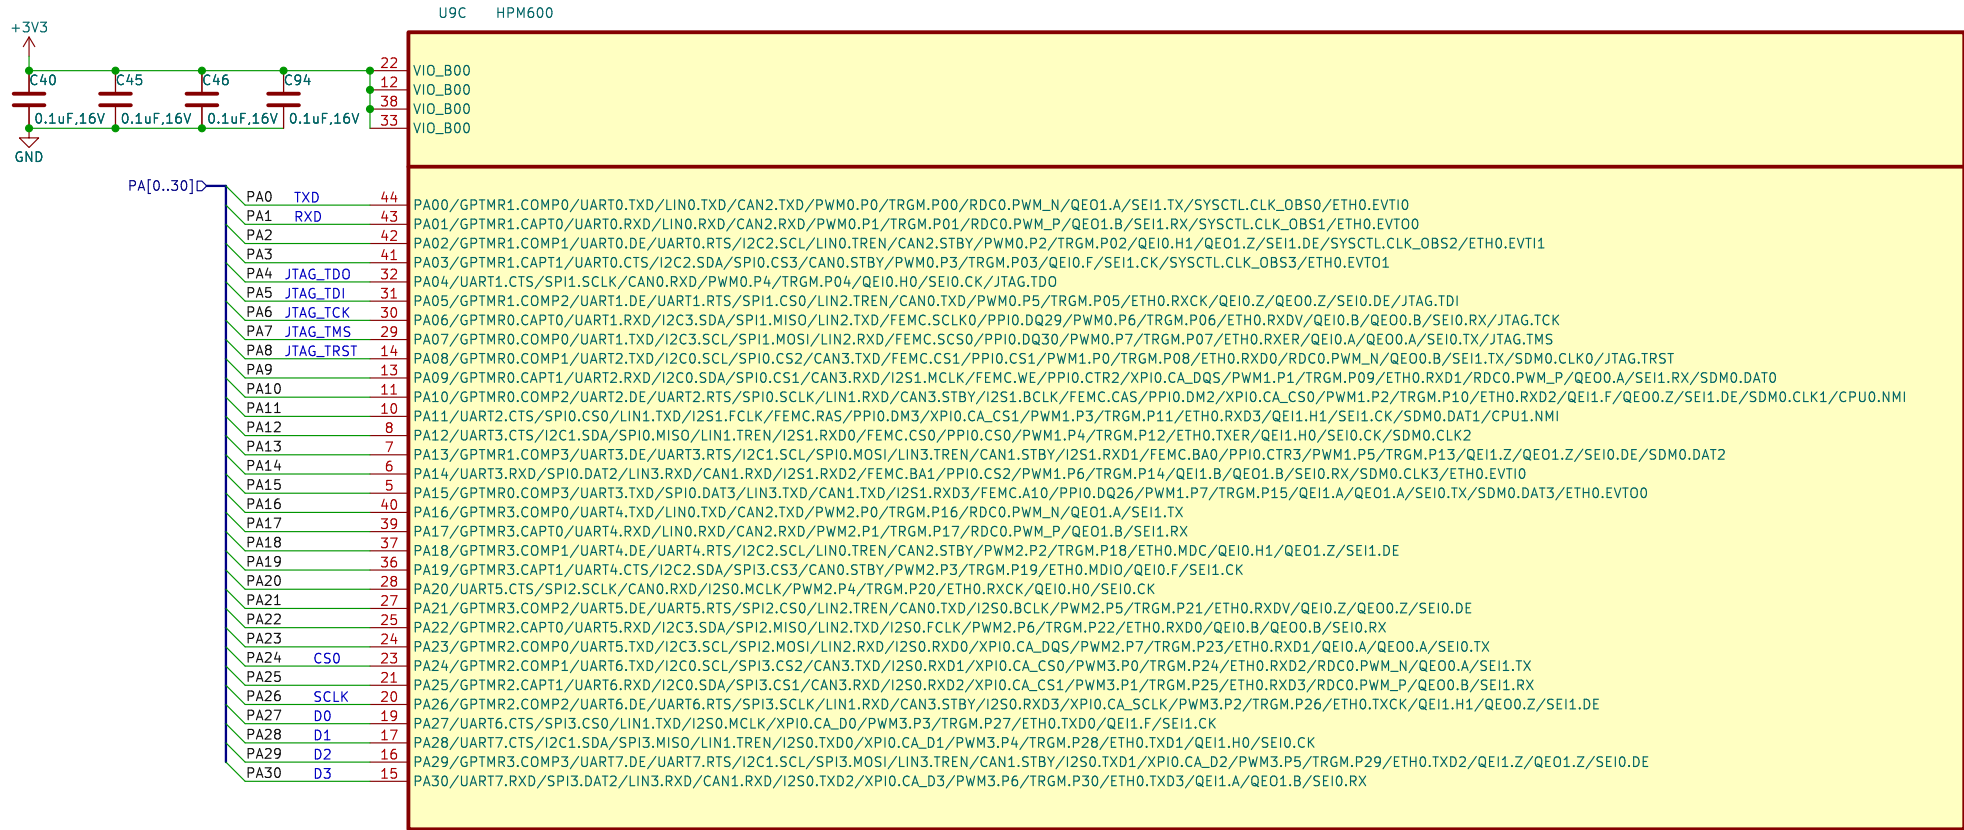 U9C HPM600
+3V3
C40 C45 C46 C94
0.1uF,16V 0.1uF,16V 0.1uF,16V 0.1uF,16V
GND
22 VIO_B00
12 VIO_B00
38 VIO_B00
33 VIO_B00
PA[0..30]
PA0 TXD 44 PA00/GPTMR1.COMP0/UART0.TXD/LIN0.TXD/CAN2.TXD/PWM0.P0/TRGM.P00/RDC0.PWM_N/QEO1.A/SEI1.TX/SYSCTL.CLK_OBS0/ETH0.EVTI0
PA1 RXD 43 PA01/GPTMR1.CAPT0/UART0.RXD/LIN0.RXD/CAN2.RXD/PWM0.P1/TRGM.P01/RDC0.PWM_P/QEO1.B/SEI1.RX/SYSCTL.CLK_OBS1/ETH0.EVTO0
PA2 42 PA02/GPTMR1.COMP1/UART0.DE/UART0.RTS/I2C2.SCL/LIN0.TREN/CAN2.STBY/PWM0.P2/TRGM.P02/QEI0.H1/QEO1.Z/SEI1.DE/SYSCTL.CLK_OBS2/ETH0.EVTI1
PA3 41 PA03/GPTMR1.CAPT1/UART0.CTS/I2C2.SDA/SPI0.CS3/CAN0.STBY/PWM0.P3/TRGM.P03/QEI0.F/SEI1.CK/SYSCTL.CLK_OBS3/ETH0.EVTO1
PA4 JTAG_TDO 32 PA04/UART1.CTS/SPI1.SCLK/CAN0.RXD/PWM0.P4/TRGM.P04/QEI0.H0/SEI0.CK/JTAG.TDO
PA5 JTAG_TDI 31 PA05/GPTMR1.COMP2/UART1.DE/UART1.RTS/SPI1.CS0/LIN2.TREN/CAN0.TXD/PWM0.P5/TRGM.P05/ETH0.RXCK/QEI0.Z/QEO0.Z/SEI0.DE/JTAG.TDI
PA6 JTAG_TCK 30 PA06/GPTMR0.CAPT0/UART1.RXD/I2C3.SDA/SPI1.MISO/LIN2.TXD/FEMC.SCLK0/PPI0.DQ29/PWM0.P6/TRGM.P06/ETH0.RXDV/QEI0.B/QEO0.B/SEI0.RX/JTAG.TCK
PA7 JTAG_TMS 29 PA07/GPTMR0.COMP0/UART1.TXD/I2C3.SCL/SPI1.MOSI/LIN2.RXD/FEMC.SCS0/PPI0.DQ30/PWM0.P7/TRGM.P07/ETH0.RXER/QEI0.A/QEO0.A/SEI0.TX/JTAG.TMS
PA8 JTAG_TRST 14 PA08/GPTMR0.COMP1/UART2.TXD/I2C0.SCL/SPI0.CS2/CAN3.TXD/FEMC.CS1/PPI0.CS1/PWM1.P0/TRGM.P08/ETH0.RXD0/RDC0.PWM_N/QEO0.B/SEI1.TX/SDM0.CLK0/JTAG.TRST
PA9 13 PA09/GPTMR0.CAPT1/UART2.RXD/I2C0.SDA/SPI0.CS1/CAN3.RXD/I2S1.MCLK/FEMC.WE/PPI0.CTR2/XPI0.CA_DQS/PWM1.P1/TRGM.P09/ETH0.RXD1/RDC0.PWM_P/QEO0.A/SEI1.RX/SDM0.DAT0
PA10 11 PA10/GPTMR0.COMP2/UART2.DE/UART2.RTS/SPI0.SCLK/LIN1.RXD/CAN3.STBY/I2S1.BCLK/FEMC.CAS/PPI0.DM2/XPI0.CA_CS0/PWM1.P2/TRGM.P10/ETH0.RXD2/QEI1.F/QEO0.Z/SEI1.DE/SDM0.CLK1/CPU0.NMI
PA11 10 PA11/UART2.CTS/SPI0.CS0/LIN1.TXD/I2S1.FCLK/FEMC.RAS/PPI0.DM3/XPI0.CA_CS1/PWM1.P3/TRGM.P11/ETH0.RXD3/QEI1.H1/SEI1.CK/SDM0.DAT1/CPU1.NMI
PA12 8 PA12/UART3.CTS/I2C1.SDA/SPI0.MISO/LIN1.TREN/I2S1.RXD0/FEMC.CS0/PPI0.CS0/PWM1.P4/TRGM.P12/ETH0.TXER/QEI1.H0/SEI0.CK/SDM0.CLK2
PA13 7 PA13/GPTMR1.COMP3/UART3.DE/UART3.RTS/I2C1.SCL/SPI0.MOSI/LIN3.TREN/CAN1.STBY/I2S1.RXD1/FEMC.BA0/PPI0.CTR3/PWM1.P5/TRGM.P13/QEI1.Z/QEO1.Z/SEI0.DE/SDM0.DAT2
PA14 6 PA14/UART3.RXD/SPI0.DAT2/LIN3.RXD/CAN1.RXD/I2S1.RXD2/FEMC.BA1/PPI0.CS2/PWM1.P6/TRGM.P14/QEI1.B/QEO1.B/SEI0.RX/SDM0.CLK3/ETH0.EVTI0
PA15 5 PA15/GPTMR0.COMP3/UART3.TXD/SPI0.DAT3/LIN3.TXD/CAN1.TXD/I2S1.RXD3/FEMC.A10/PPI0.DQ26/PWM1.P7/TRGM.P15/QEI1.A/QEO1.A/SEI0.TX/SDM0.DAT3/ETH0.EVTO0
PA16 40 PA16/GPTMR3.COMP0/UART4.TXD/LIN0.TXD/CAN2.TXD/PWM2.P0/TRGM.P16/RDC0.PWM_N/QEO1.A/SEI1.TX
PA17 39 PA17/GPTMR3.CAPT0/UART4.RXD/LIN0.RXD/CAN2.RXD/PWM2.P1/TRGM.P17/RDC0.PWM_P/QEO1.B/SEI1.RX
PA18 37 PA18/GPTMR3.COMP1/UART4.DE/UART4.RTS/I2C2.SCL/LIN0.TREN/CAN2.STBY/PWM2.P2/TRGM.P18/ETH0.MDC/QEI0.H1/QEO1.Z/SEI1.DE
PA19 36 PA19/GPTMR3.CAPT1/UART4.CTS/I2C2.SDA/SPI3.CS3/CAN0.STBY/PWM2.P3/TRGM.P19/ETH0.MDIO/QEI0.F/SEI1.CK
PA20 28 PA20/UART5.CTS/SPI2.SCLK/CAN0.RXD/I2S0.MCLK/PWM2.P4/TRGM.P20/ETH0.RXCK/QEI0.H0/SEI0.CK
PA21 27 PA21/GPTMR3.COMP2/UART5.DE/UART5.RTS/SPI2.CS0/LIN2.TREN/CAN0.TXD/I2S0.BCLK/PWM2.P5/TRGM.P21/ETH0.RXDV/QEI0.Z/QEO0.Z/SEI0.DE
PA22 25 PA22/GPTMR2.CAPT0/UART5.RXD/I2C3.SDA/SPI2.MISO/LIN2.TXD/I2S0.FCLK/PWM2.P6/TRGM.P22/ETH0.RXD0/QEI0.B/QEO0.B/SEI0.RX
PA23 24 PA23/GPTMR2.COMP0/UART5.TXD/I2C3.SCL/SPI2.MOSI/LIN2.RXD/I2S0.RXD0/XPI0.CA_DQS/PWM2.P7/TRGM.P23/ETH0.RXD1/QEI0.A/QEO0.A/SEI0.TX
PA24 CS0 23 PA24/GPTMR2.COMP1/UART6.TXD/I2C0.SCL/SPI3.CS2/CAN3.TXD/I2S0.RXD1/XPI0.CA_CS0/PWM3.P0/TRGM.P24/ETH0.RXD2/RDC0.PWM_N/QEO0.A/SEI1.TX
PA25 21 PA25/GPTMR2.CAPT1/UART6.RXD/I2C0.SDA/SPI3.CS1/CAN3.RXD/I2S0.RXD2/XPI0.CA_CS1/PWM3.P1/TRGM.P25/ETH0.RXD3/RDC0.PWM_P/QEO0.B/SEI1.RX
PA26 SCLK 20 PA26/GPTMR2.COMP2/UART6.DE/UART6.RTS/SPI3.SCLK/LIN1.RXD/CAN3.STBY/I2S0.RXD3/XPI0.CA_SCLK/PWM3.P2/TRGM.P26/ETH0.TXCK/QEI1.H1/QEO0.Z/SEI1.DE
PA27 D0 19 PA27/UART6.CTS/SPI3.CS0/LIN1.TXD/I2S0.MCLK/XPI0.CA_D0/PWM3.P3/TRGM.P27/ETH0.TXD0/QEI1.F/SEI1.CK
PA28 D1 17 PA28/UART7.CTS/I2C1.SDA/SPI3.MISO/LIN1.TREN/I2S0.TXD0/XPI0.CA_D1/PWM3.P4/TRGM.P28/ETH0.TXD1/QEI1.H0/SEI0.CK
PA29 D2 16 PA29/GPTMR3.COMP3/UART7.DE/UART7.RTS/I2C1.SCL/SPI3.MOSI/LIN3.TREN/CAN1.STBY/I2S0.TXD1/XPI0.CA_D2/PWM3.P5/TRGM.P29/ETH0.TXD2/QEI1.Z/QEO1.Z/SEI0.DE
PA30 D3 15 PA30/UART7.RXD/SPI3.DAT2/LIN3.RXD/CAN1.RXD/I2S0.TXD2/XPI0.CA_D3/PWM3.P6/TRGM.P30/ETH0.TXD3/QEI1.A/QEO1.B/SEI0.RX